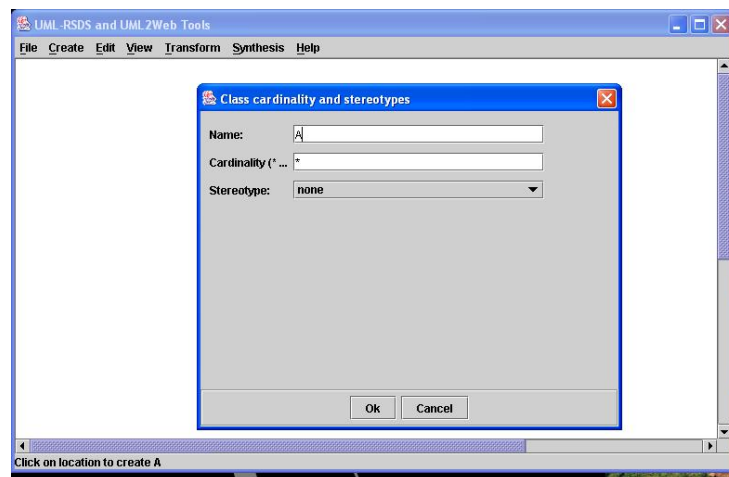 UML-RSDS and UML2Web Tools
File Create Edit View Transform Synthesis Help
Class cardinality and stereotypes
Name: A
Cardinality (* ... *
Stereotype: none
Ok Cancel
Click on location to create A